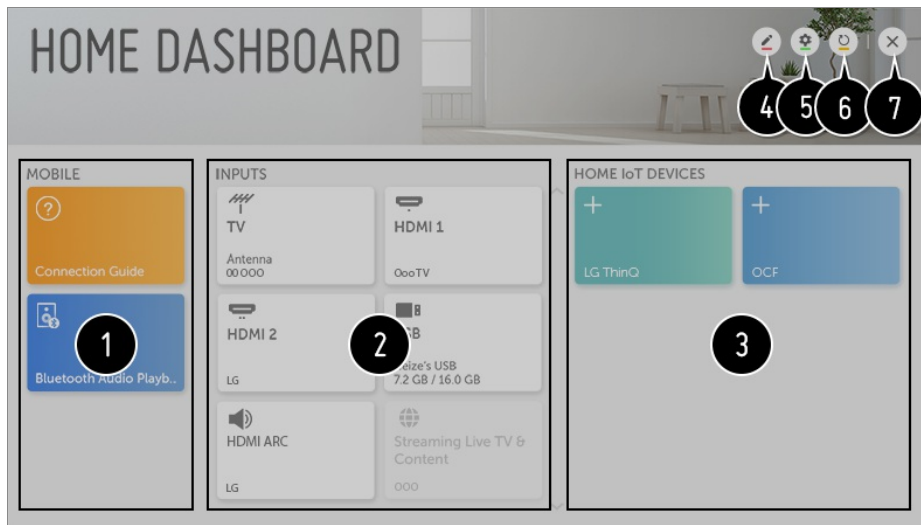 HOME DASHBOARD
4 5 6 7
MOBILE
Connection Guide
Bluetooth Audio Playb..
1
INPUTS
TV
Antenna
00 000
HDMI 1
OooTV
HDMI 2
LG
7.2 GB / 16.0 GB
2
HDMI ARC
LG
Streaming Live TV &
Content
000
HOME IoT DEVICES
LG ThinQ
OCF
3